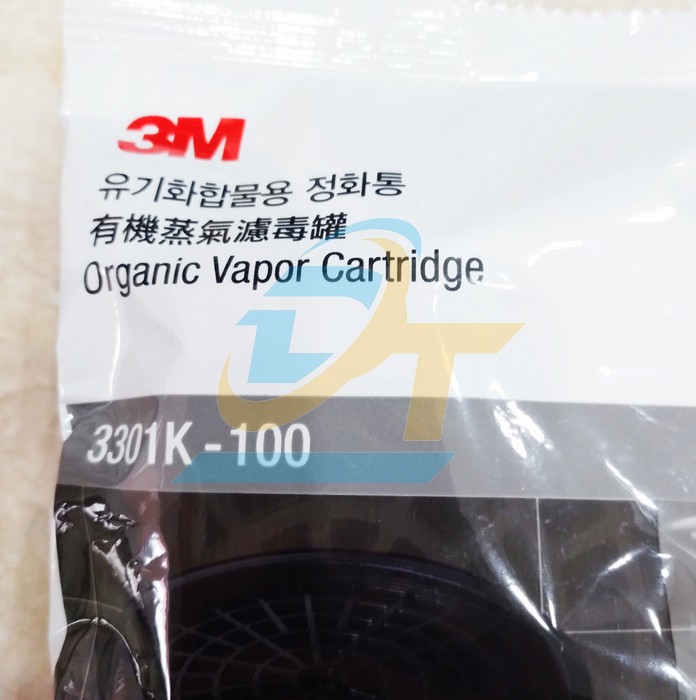 3M
유기화합물용 정화통
有機蒸氣濾毒罐
Organic Vapor Cartridge
DT
3301K-100